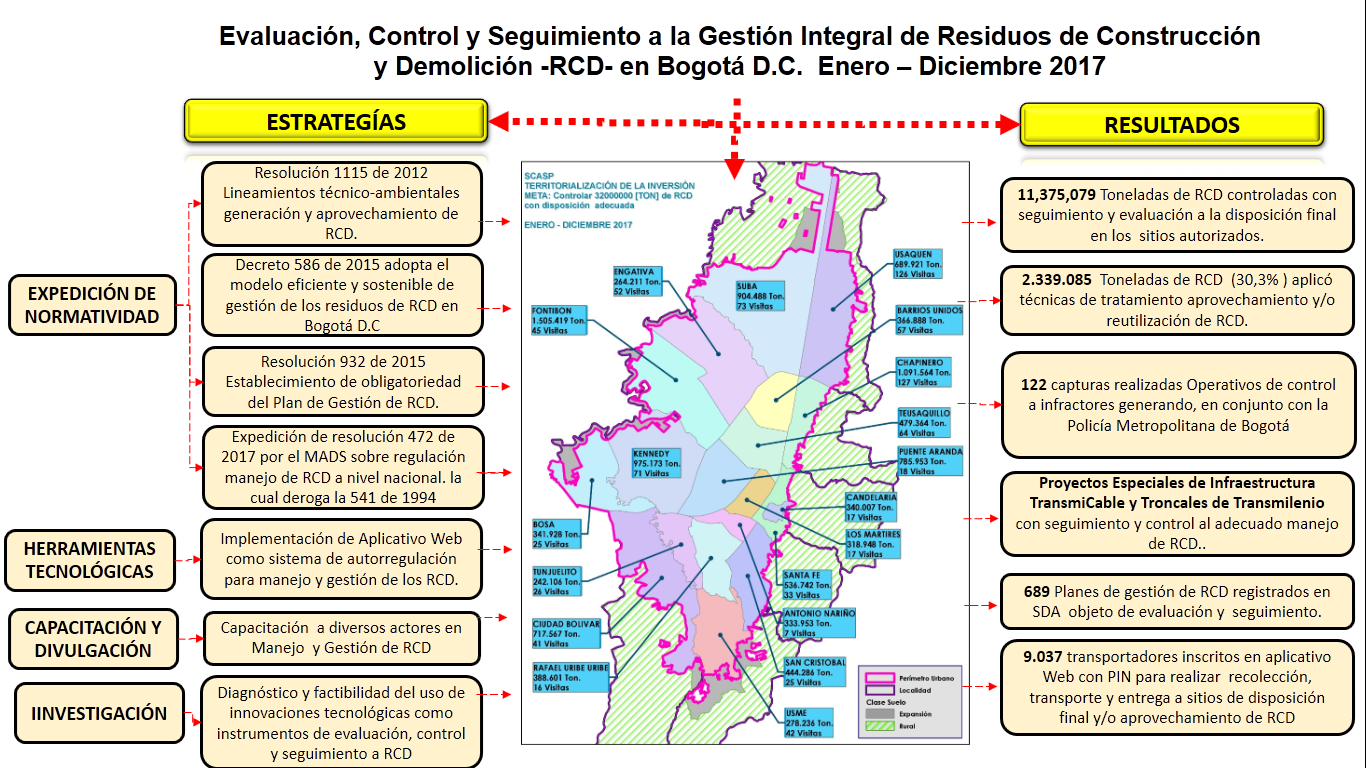 Evaluación, Control y Seguimiento a la Gestión Integral de Residuos de Construcción
y Demolición -RCD- en Bogotá D.C. Enero – Diciembre 2017
ESTRATEGÍAS
RESULTADOS
EXPEDICIÓN DE
NORMATIVIDAD
Resolución 1115 de 2012
Lineamientos técnico-ambientales
generación y aprovechamiento de
RCD.
Decreto 586 de 2015 adopta el
modelo eficiente y sostenible de
gestión de los residuos de RCD en
Bogotá D.C
Resolución 932 de 2015
Establecimiento de obligatoriedad
del Plan de Gestión de RCD.
Expedición de resolución 472 de
2017 por el MADS sobre regulación
manejo de RCD a nivel nacional. la
cual deroga la 541 de 1994
HERRAMIENTAS
TECNOLÓGICAS
Implementación de Aplicativo Web
como sistema de autorregulación
para manejo y gestión de los RCD.
CAPACITACIÓN Y
DIVULGACIÓN
Capacitación a diversos actores en
Manejo y Gestión de RCD
IINVESTIGACIÓN
Diagnóstico y factibilidad del uso de
innovaciones tecnológicas como
instrumentos de evaluación, control
y seguimiento a RCD
SCASP
TERRITORIALIZACIÓN DE LA INVERSIÓN
META: Controlar 32000000 [TON] de RCD
con disposición adecuada
ENERO - DICIEMBRE 2017
USAQUEN
689.921 Ton.
126 Visitas
ENGATIVA
264.211 Ton.
52 Visitas
SUBA
904.488 Ton.
73 Visitas
FONTIBON
1.505.419 Ton.
45 Visitas
BARRIOS UNIDOS
366.888 Ton.
57 Visitas
CHAPINERO
1.091.564 Ton.
127 Visitas
TEUSAQUILLO
479.364 Ton.
64 Visitas
KENNEDY
975.173 Ton.
71 Visitas
PUENTE ARANDA
785.953 Ton.
18 Visitas
CANDELARIA
340.007 Ton.
17 Visitas
BOSA
341.928 Ton.
25 Visitas
LOS MARTIRES
318.948 Ton.
17 Visitas
TUNJUELITO
242.106 Ton.
26 Visitas
SANTA FE
536.742 Ton.
33 Visitas
CIUDAD BOLIVAR
717.567 Ton.
41 Visitas
ANTONIO NARIÑO
333.953 Ton.
7 Visitas
RAFAEL URIBE URIBE
388.601 Ton.
16 Visitas
SAN CRISTOBAL
444.286 Ton.
25 Visitas
USME
278.236 Ton.
42 Visitas
Perímetro Urbano
Localidad
Clase Suelo
Expansión
Rural
11,375,079 Toneladas de RCD controladas con
seguimiento y evaluación a la disposición final
en los sitios autorizados.
2.339.085 Toneladas de RCD (30,3% ) aplicó
técnicas de tratamiento aprovechamiento y/o
reutilización de RCD.
122 capturas realizadas Operativos de control
a infractores generando, en conjunto con la
Policía Metropolitana de Bogotá
Proyectos Especiales de Infraestructura
TransmiCable y Troncales de Transmilenio
con seguimiento y control al adecuado manejo
de RCD..
689 Planes de gestión de RCD registrados en
SDA objeto de evaluación y seguimiento.
9.037 transportadores inscritos en aplicativo
Web con PIN para realizar recolección,
transporte y entrega a sitios de disposición
final y/o aprovechamiento de RCD